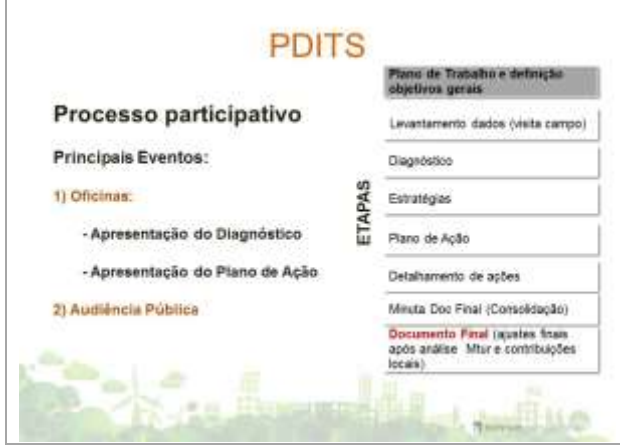 PDITS
Processo participativo
Principais Eventos:
1) Oficinas:
- Apresentação do Diagnóstico
- Apresentação do Plano de Ação
2) Audiência Pública
ETAPAS
Plano de Trabalho e definição
objetivos gerais
Levantamento dados (visita campo)
Diagnóstico
Estratégias
Plano de Ação
Detalhamento de ações
Minuta Doc Final (Consolidação)
Documento Final (ajustes finais
após análise Mtur e contribuições
locais)